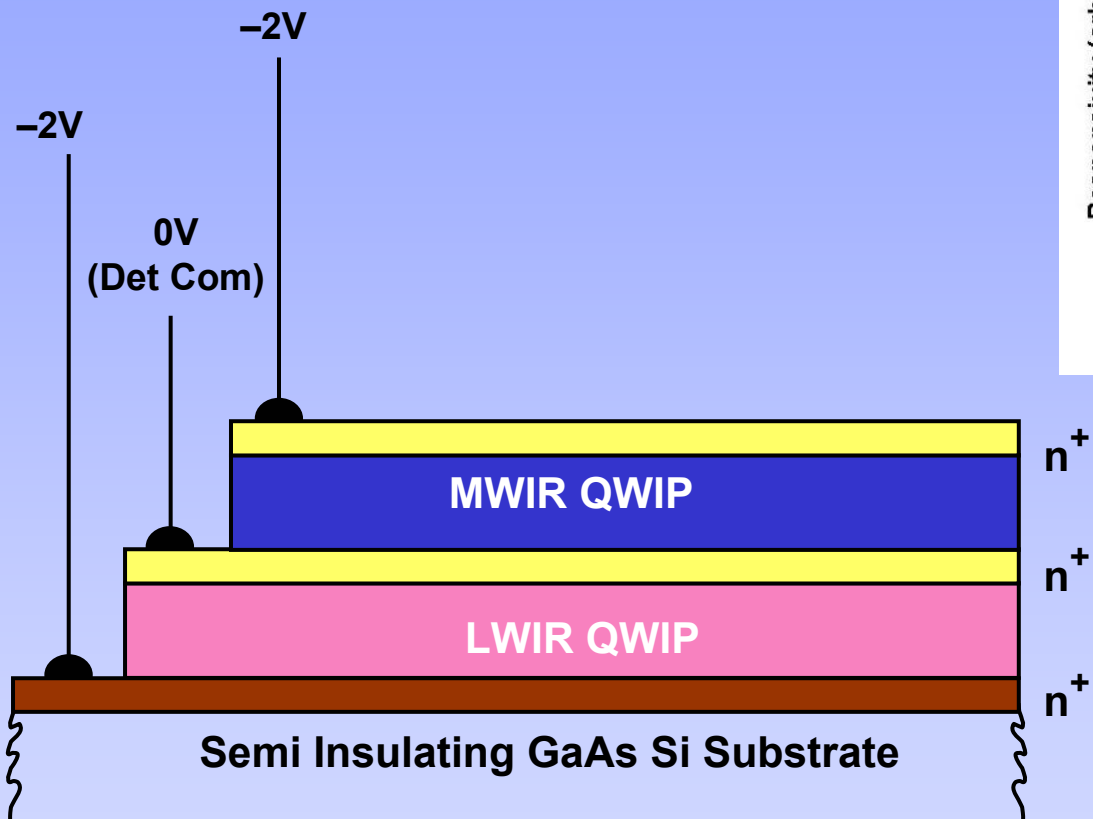 –2V
–2V
0V
(Det Com)
n⁺
MWIR QWIP
n⁺
LWIR QWIP
n⁺
Semi Insulating GaAs Si Substrate